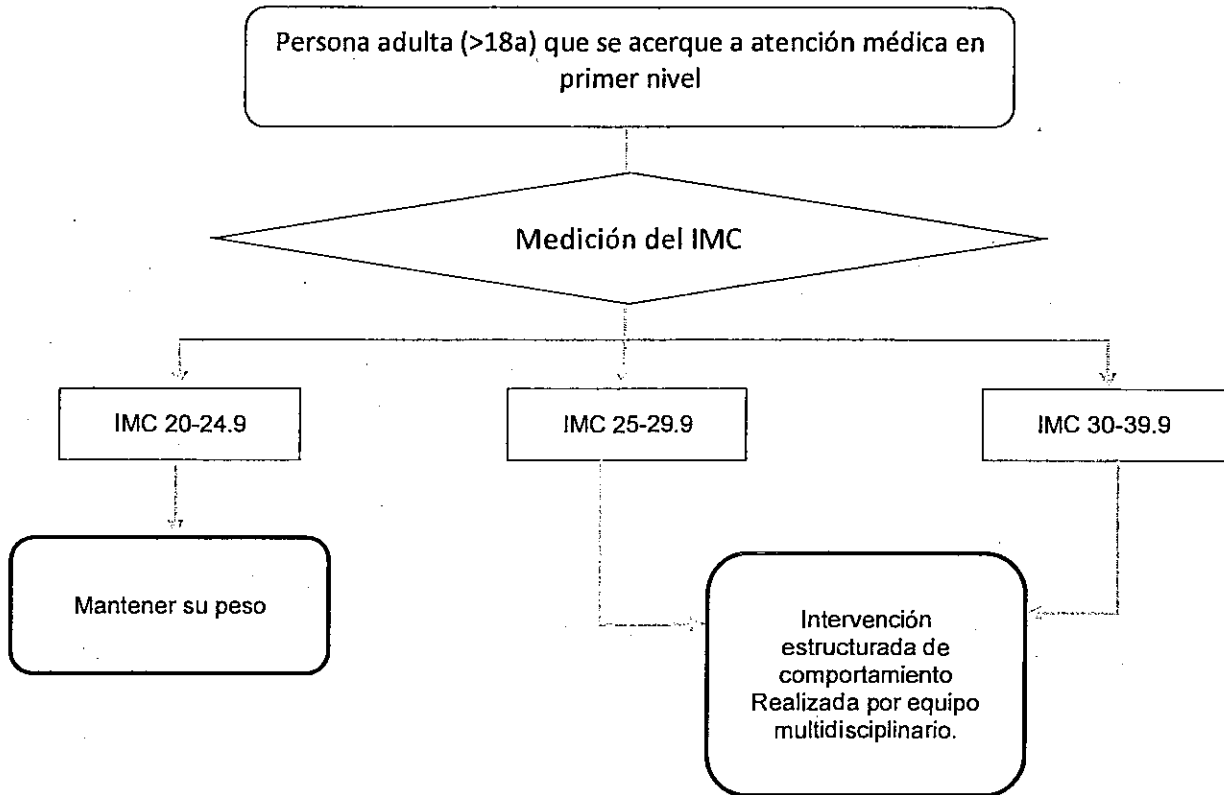 Persona adulta (>18a) que se acerque a atención médica en
primer nivel
Medición del IMC
IMC 20-24.9
IMC 25-29.9
IMC 30-39.9
Mantener su peso
Intervención
estructurada de
comportamiento
Realizada por equipo
multidisciplinario.